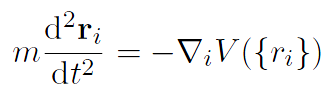 m d²𝐫ᵢ/dt² = −∇ᵢV({rᵢ})